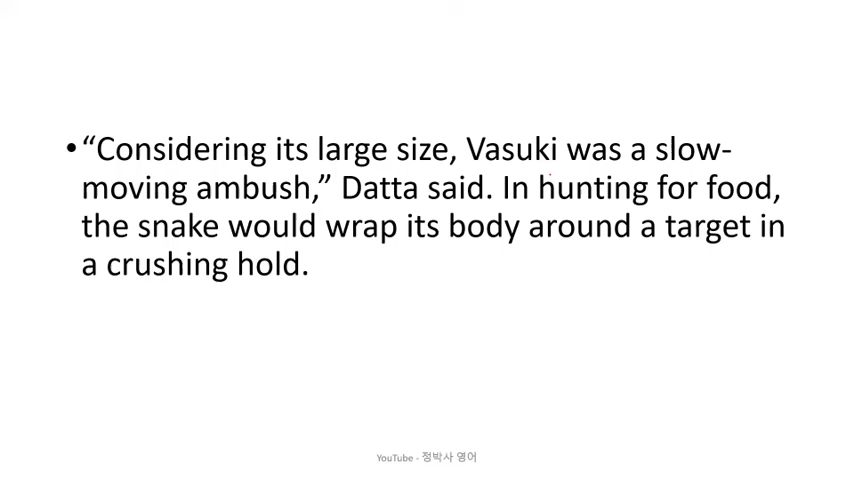 •“Considering its large size, Vasuki was a slow-
moving ambush,” Datta said. In hunting for food,
the snake would wrap its body around a target in
a crushing hold.
YouTube - 정박사 영어